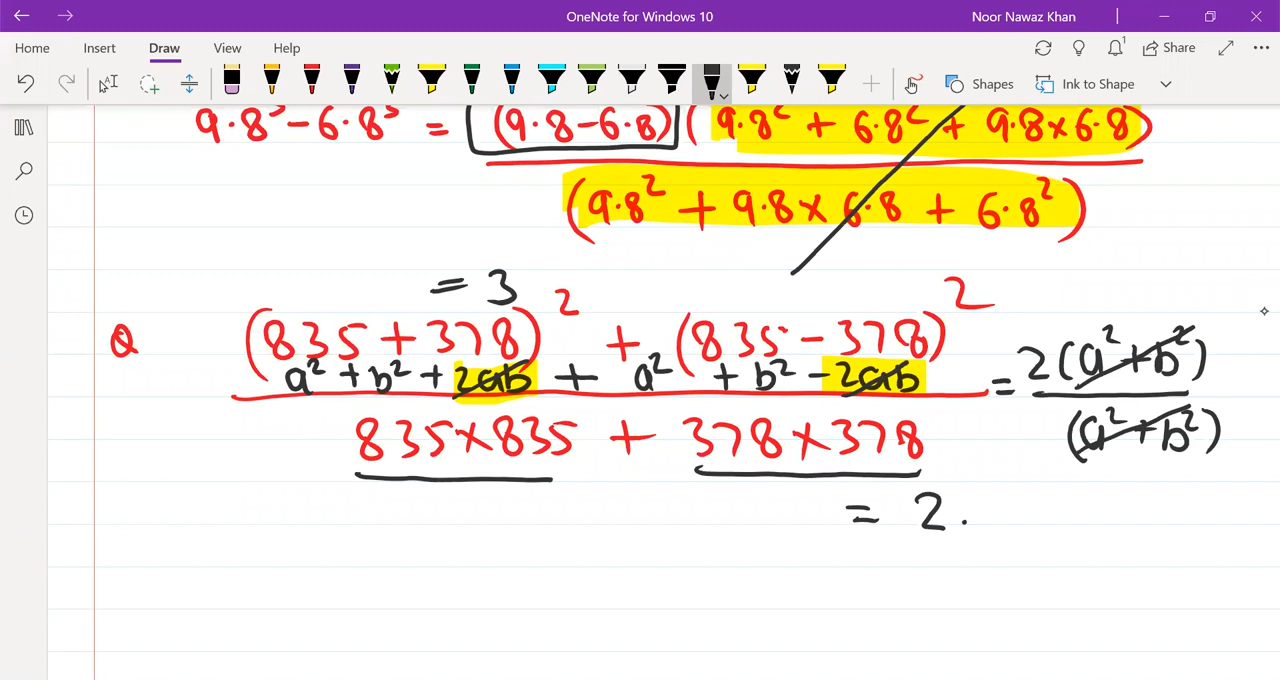 OneNote for Windows 10
Noor Nawaz Khan
Home Insert Draw View Help
1 Share
Shapes Ink to Shape
9.8³ - 6.8³ = (9.8-6.8) (9.8² + 6.8² + 9.8×6.8)
(9.8² + 9.8×6.8 + 6.8²)
= 3
Q (835+378)² + (835-378)²
a² + b² + 2ab + a² + b² - 2ab = 2(a²+b²)
835×835 + 378×378 (a²+b²)
= 2.